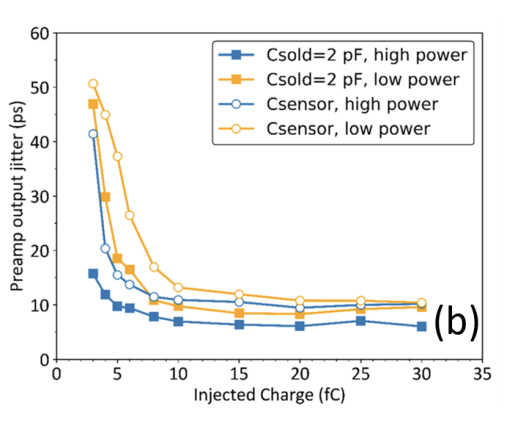 60
50
40
30
20
10
0
Preamp output jitter (ps)
Csold=2 pF, high power
Csold=2 pF, low power
Csensor, high power
Csensor, low power
(b)
0 5 10 15 20 25 30 35
Injected Charge (fC)